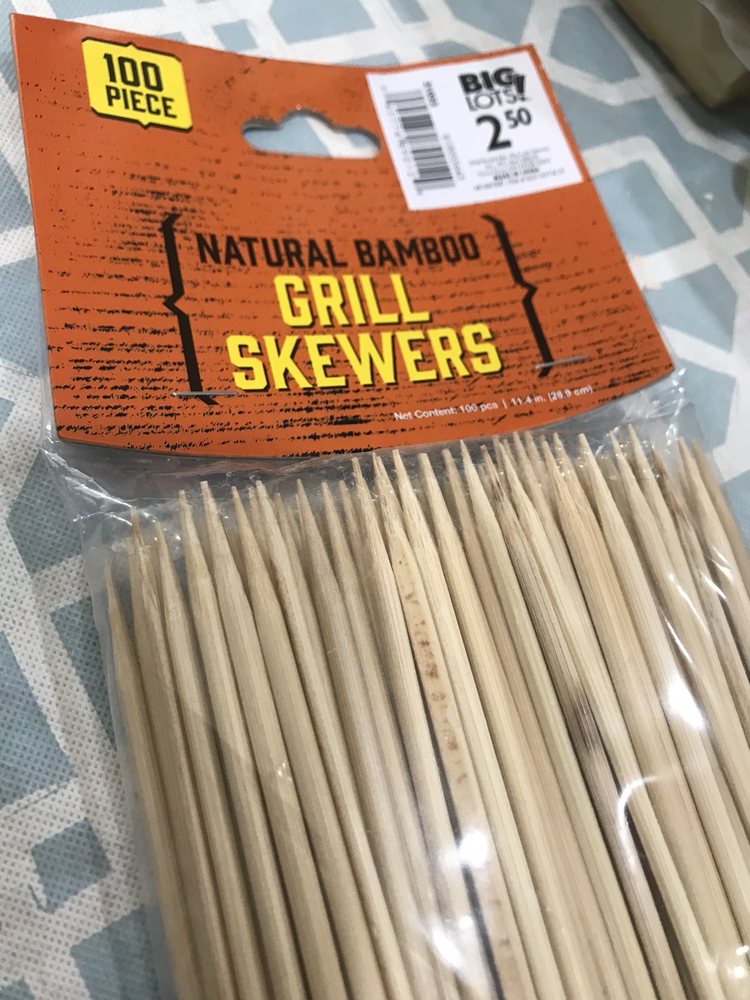 100
PIECE
BIG
LOTS!
2 50
NATURAL BAMBOO
GRILL
SKEWERS
Net Content: 100 pcs | 11.4 in. (28.9 cm)